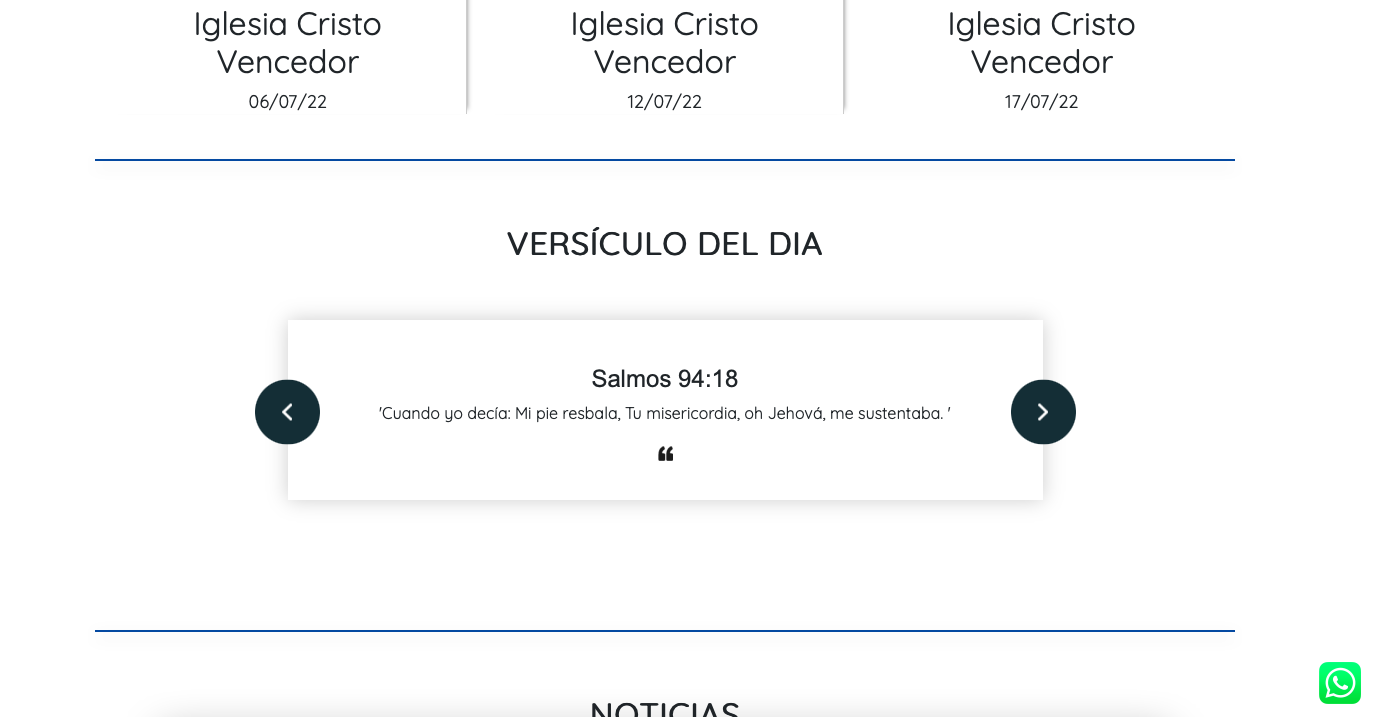 Iglesia Cristo Vencedor
06/07/22
Iglesia Cristo Vencedor
12/07/22
Iglesia Cristo Vencedor
17/07/22
VERSÍCULO DEL DIA
Salmos 94:18
'Cuando yo decía: Mi pie resbala, Tu misericordia, oh Jehová, me sustentaba. '
❝
NOTICIAS